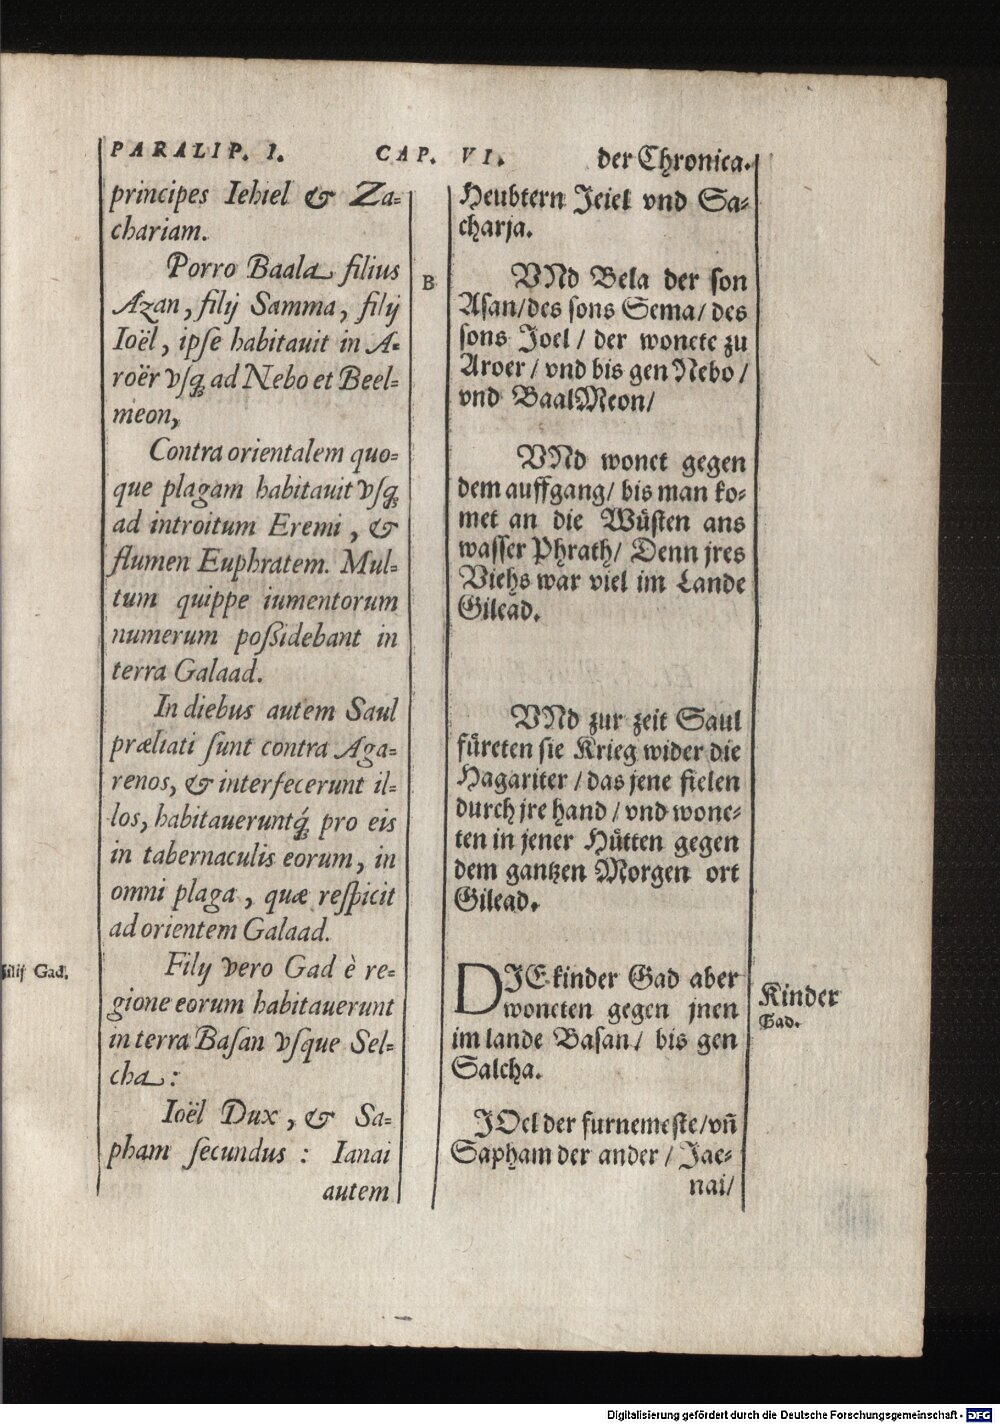 PARALIP. I. CAP. VI. der Chronica.
principes Iehiel & Za-
chariam.
Porro Baala filius
Azan, filij Samma, filij
Ioël, ipſe habitauit in A-
roër vſq; ad Nebo et Beel-
meon,
Contra orientalem quo-
que plagam habitauit vſq;
ad introitum Eremi, &
flumen Euphratem. Mul-
tum quippe iumentorum
numerum poſſidebant in
terra Galaad.
In diebus autem Saul
præliati ſunt contra Aga-
renos, & interfecerunt il-
los, habitaueruntq́; pro eis
in tabernaculis eorum, in
omni plaga, quæ reſpicit
ad orientem Galaad.
Filij Gad.
Filij vero Gad è re-
gione eorum habitauerunt
in terra Baſan vſque Sel-
cha:
Ioël Dux, & Sa-
pham ſecundus: Ianai
autem
Heubtern Jeiel vnd Sa-
charja.
B
VNd Bela der ſon
Aſan/des ſons Sema/ des
ſons Joel/ der wonete zu
Aroer/ vnd bis gen Nebo/
vnd BaalMeon/
VNd wonet gegen
dem auffgang/ bis man ko-
met an die Wüſten ans
waſſer Phrath/ Denn jres
Viehs war viel im Lande
Gilead.
VNd zur zeit Saul
füreten ſie Krieg wider die
Hagariter/ das jene fielen
durch jre hand/ vnd wone-
ten in jener Hütten gegen
dem gantzen Morgen ort
Gilead.
DIE kinder Gad aber
woneten gegen jnen
im lande Baſan/ bis gen
Salcha.
Kinder
Gad.
JOel der furnemeſte/vñ
Sapham der ander/ Jae-
nai/
Digitalisierung gefördert durch die Deutsche Forschungsgemeinschaft - DFG